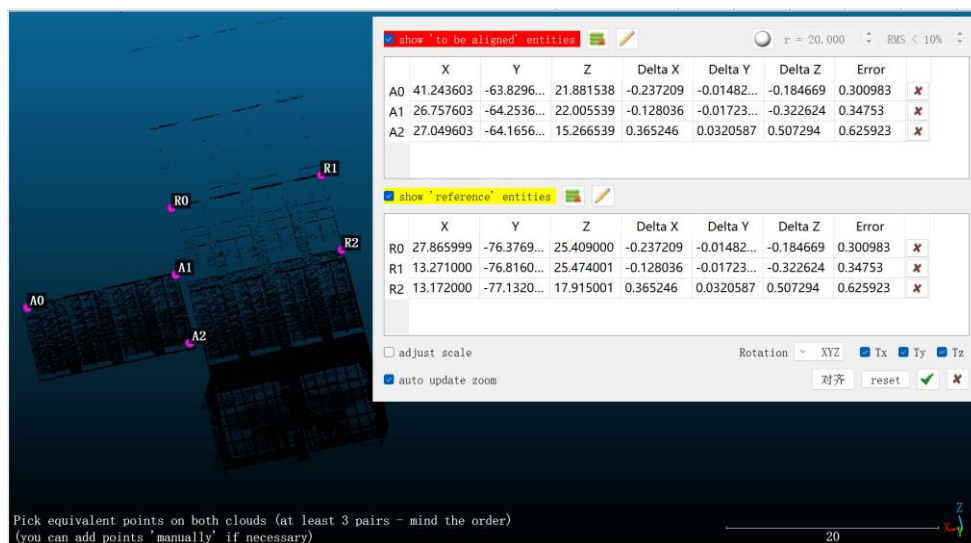 show 'to be aligned' entities r = 20.000 RMS < 10%
X Y Z Delta X Delta Y Delta Z Error
A0 41.243603 -63.8296... 21.881538 -0.237209 -0.01482... -0.184669 0.300983
A1 26.757603 -64.2536... 22.005539 -0.128036 -0.01723... -0.322624 0.34753
A2 27.049603 -64.1656... 15.266539 0.365246 0.0320587 0.507294 0.625923
show 'reference' entities
X Y Z Delta X Delta Y Delta Z Error
R0 27.865999 -76.3769... 25.409000 -0.237209 -0.01482... -0.184669 0.300983
R1 13.271000 -76.8160... 25.474001 -0.128036 -0.01723... -0.322624 0.34753
R2 13.172000 -77.1320... 17.915001 0.365246 0.0320587 0.507294 0.625923
adjust scale Rotation XYZ Tx Ty Tz
auto update zoom 对齐 reset
R1
R0
R2
A1
A0
A2
Pick equivalent points on both clouds (at least 3 pairs - mind the order)
(you can add points 'manually' if necessary)
20
Z
X
Y